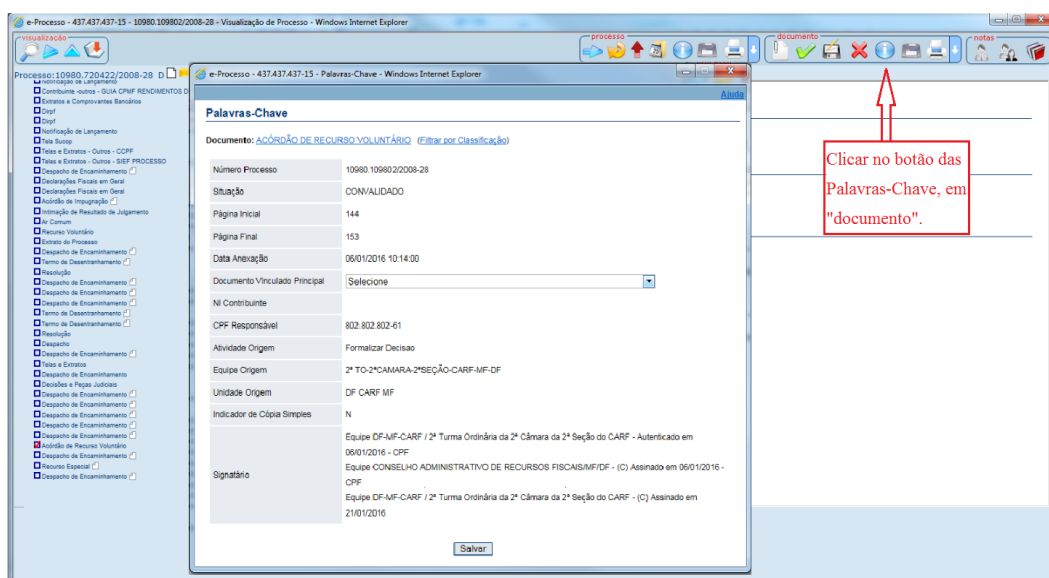 e-Processo - 437.437.437-15 - 10980.109802/2008-28 - Visualização de Processo - Windows Internet Explorer
visualização
processo
documento
notas
Processo:10980.720422/2008-28 D
Notificação de Lançamento
Contribuinte -outros - GUIA CPMF RENDIMENTOS D
Extratos e Comprovantes Bancários
Dirpf
Dirpf
Notificação de Lançamento
Tela Sucop
Telas e Extratos - Outros - CCPF
Telas e Extratos - Outros - SIEF PROCESSO
Despacho de Encaminhamento
Declarações Fiscais em Geral
Declarações Fiscais em Geral
Acórdão de Impugnação
Intimação de Resultado de Julgamento
Ar Comum
Recurso Voluntário
Extrato do Processo
Despacho de Encaminhamento
Termo de Desentranhamento
Resolução
Despacho de Encaminhamento
Despacho de Encaminhamento
Despacho de Encaminhamento
Termo de Desentranhamento
Termo de Desentranhamento
Resolução
Despacho
Despacho de Encaminhamento
Telas e Extratos
Despacho de Encaminhamento
Decisões e Peças Judiciais
Despacho de Encaminhamento
Despacho de Encaminhamento
Despacho de Encaminhamento
Despacho de Encaminhamento
Despacho de Encaminhamento
Acórdão de Recurso Voluntário
Despacho de Encaminhamento
Recurso Especial
Despacho de Encaminhamento
e-Processo - 437.437.437-15 - Palavras-Chave - Windows Internet Explorer
Ajuda
Palavras-Chave
Documento: ACÓRDÃO DE RECURSO VOLUNTÁRIO (Filtrar por Classificação)
Número Processo 10980.109802/2008-28
Situação CONVALIDADO
Página Inicial 144
Página Final 153
Data Anexação 06/01/2016 10:14:00
Documento Vinculado Principal Selecione
NI Contribuinte
CPF Responsável 802.802.802-61
Atividade Origem Formalizar Decisao
Equipe Origem 2ª TO-2ªCAMARA-2ªSEÇÃO-CARF-MF-DF
Unidade Origem DF CARF MF
Indicador de Cópia Simples N
Signatário
Equipe DF-MF-CARF / 2ª Turma Ordinária da 2ª Câmara da 2ª Seção do CARF - Autenticado em
06/01/2016 - CPF
Equipe CONSELHO ADMINISTRATIVO DE RECURSOS FISCAIS/MF/DF - (C) Assinado em 06/01/2016 -
CPF
Equipe DF-MF-CARF / 2ª Turma Ordinária da 2ª Câmara da 2ª Seção do CARF - (C) Assinado em
21/01/2016
Salvar
Clicar no botão das
Palavras-Chave, em
"documento".